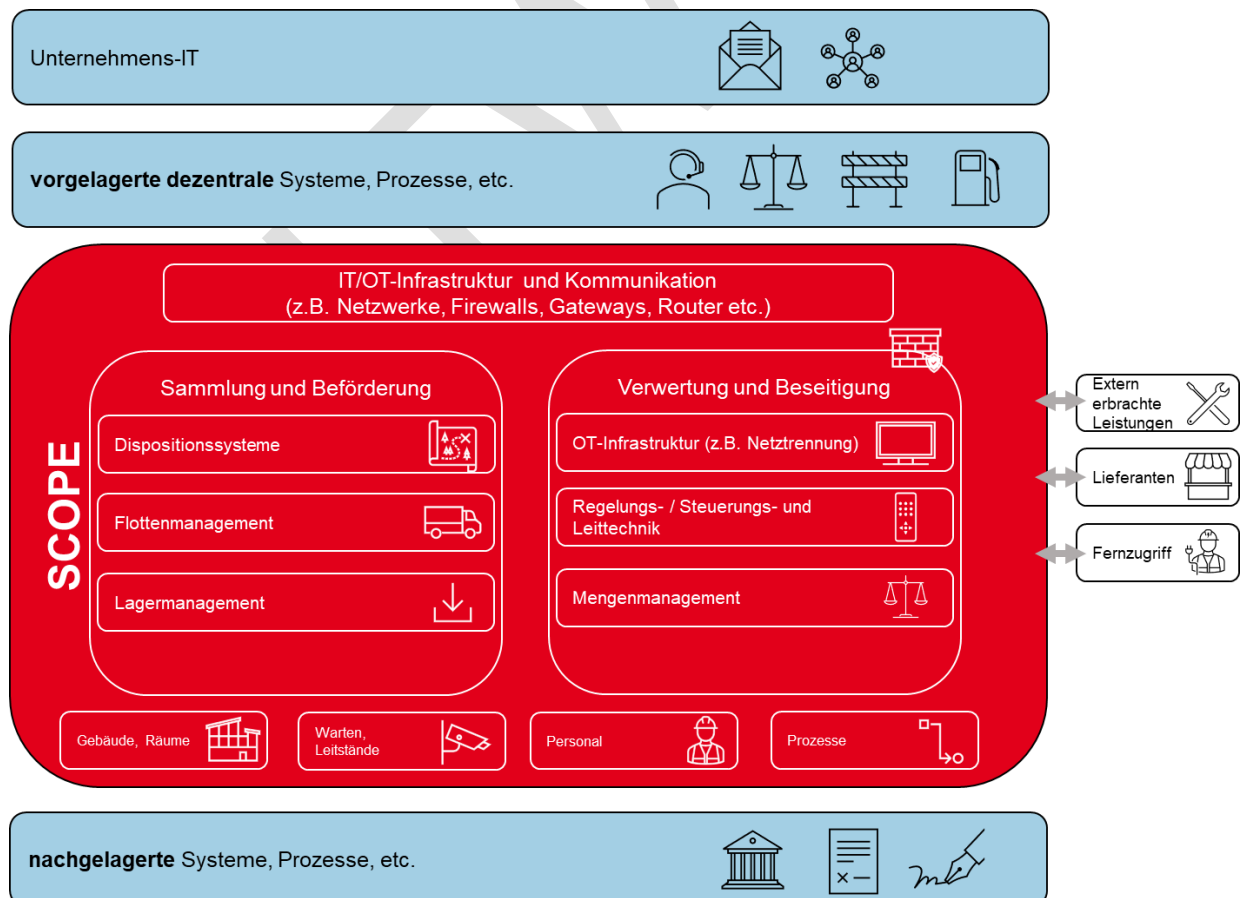 Unternehmens-IT
vorgelagerte dezentrale Systeme, Prozesse, etc.
IT/OT-Infrastruktur und Kommunikation
(z.B. Netzwerke, Firewalls, Gateways, Router etc.)
SCOPE
Sammlung und Beförderung
Dispositionssysteme
Flottenmanagement
Lagermanagement
Verwertung und Beseitigung
OT-Infrastruktur (z.B. Netztrennung)
Regelungs- / Steuerungs- und
Leittechnik
Mengenmanagement
Gebäude, Räume
Warten,
Leitstände
Personal
Prozesse
Extern
erbrachte
Leistungen
Lieferanten
Fernzugriff
nachgelagerte Systeme, Prozesse, etc.